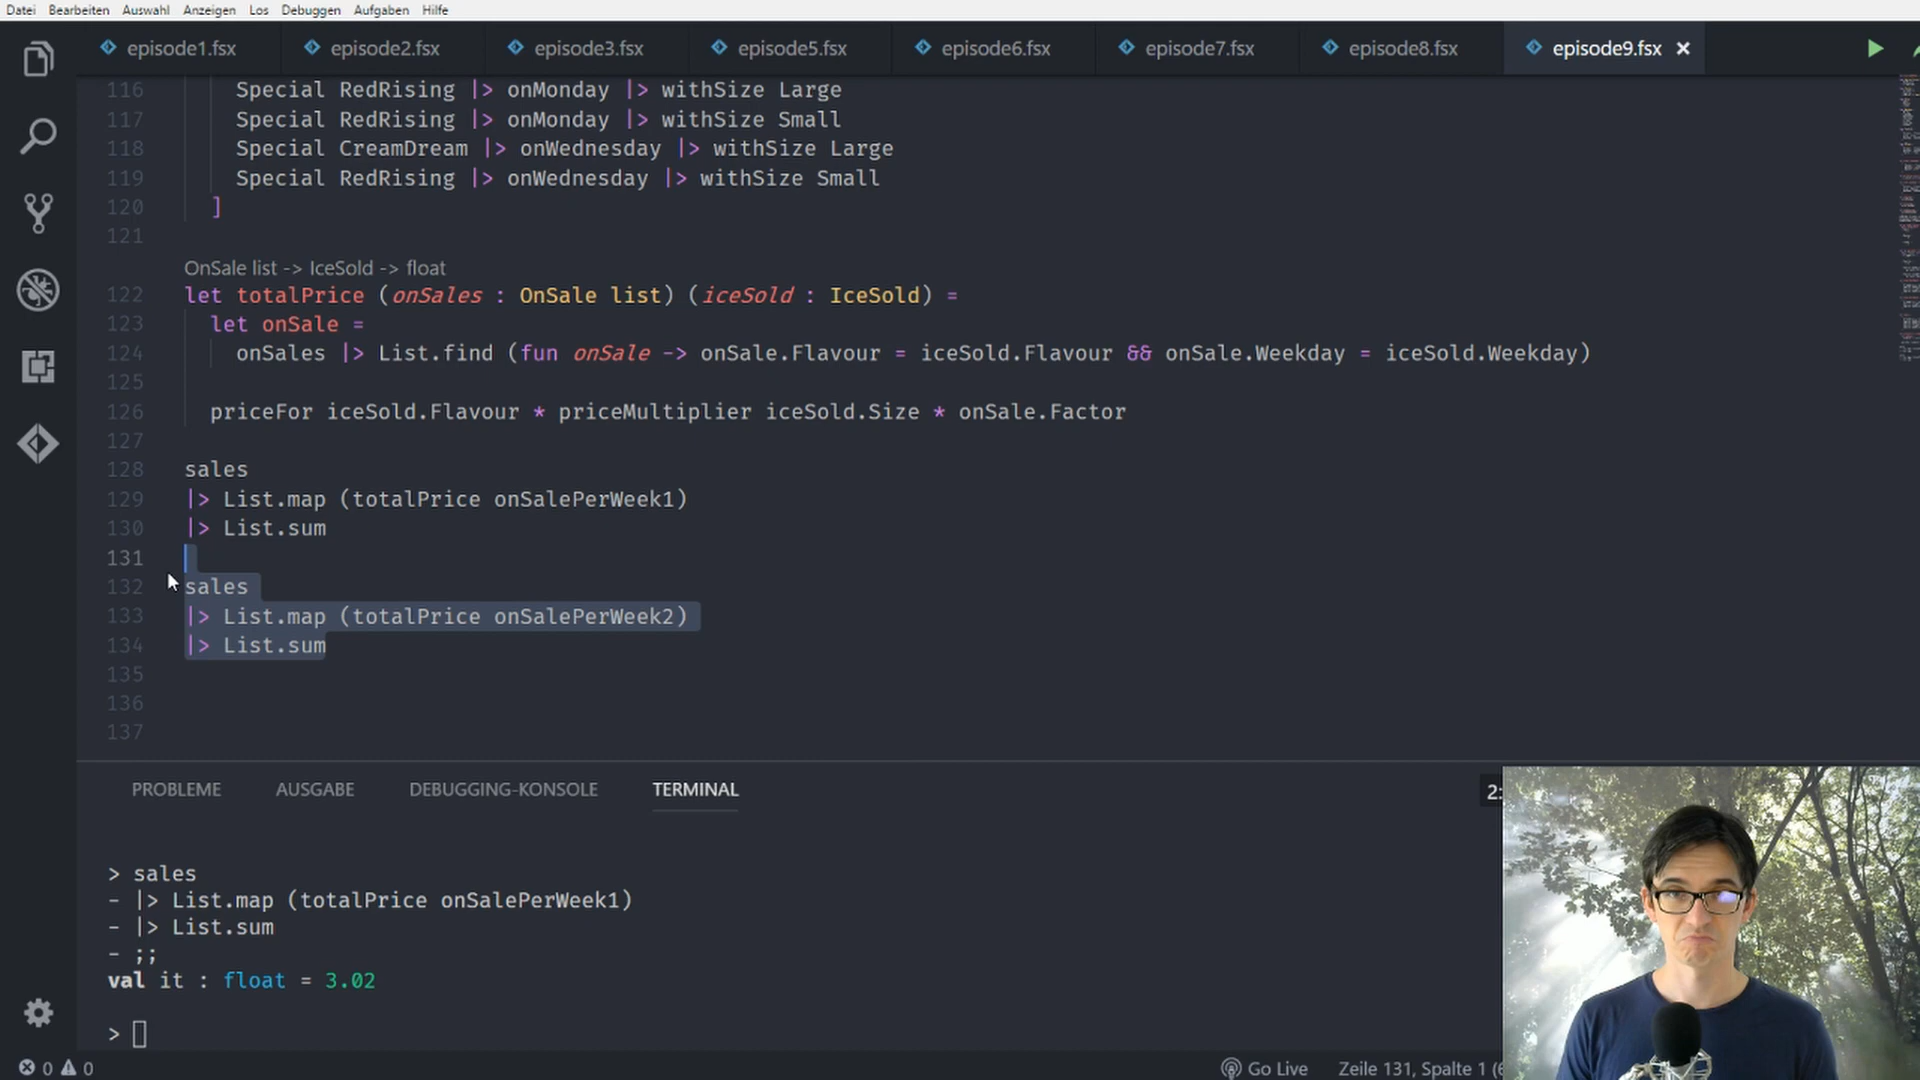 Datei Bearbeiten Auswahl Anzeigen Los Debuggen Aufgaben Hilfe
episode1.fsx episode2.fsx episode3.fsx episode5.fsx episode6.fsx episode7.fsx episode8.fsx episode9.fsx
116 Special RedRising |> onMonday |> withSize Large
117 Special RedRising |> onMonday |> withSize Small
118 Special CreamDream |> onWednesday |> withSize Large
119 Special RedRising |> onWednesday |> withSize Small
120 ]
121
OnSale list -> IceSold -> float
122 let totalPrice (onSales : OnSale list) (iceSold : IceSold) =
123 let onSale =
124 onSales |> List.find (fun onSale -> onSale.Flavour = iceSold.Flavour && onSale.Weekday = iceSold.Weekday)
125
126 priceFor iceSold.Flavour * priceMultiplier iceSold.Size * onSale.Factor
127
128 sales
129 |> List.map (totalPrice onSalePerWeek1)
130 |> List.sum
131
132 sales
133 |> List.map (totalPrice onSalePerWeek2)
134 |> List.sum
135
136
137
PROBLEME AUSGABE DEBUGGING-KONSOLE TERMINAL 2:
> sales
- |> List.map (totalPrice onSalePerWeek1)
- |> List.sum
- ;;
val it : float = 3.02
>
0 0 Go Live Zeile 131, Spalte 1